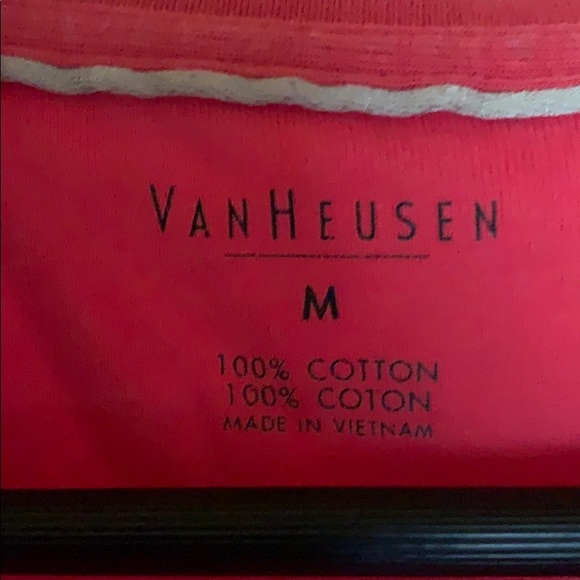 VANHEUSEN
M
100% COTTON
100% COTON
MADE IN VIETNAM